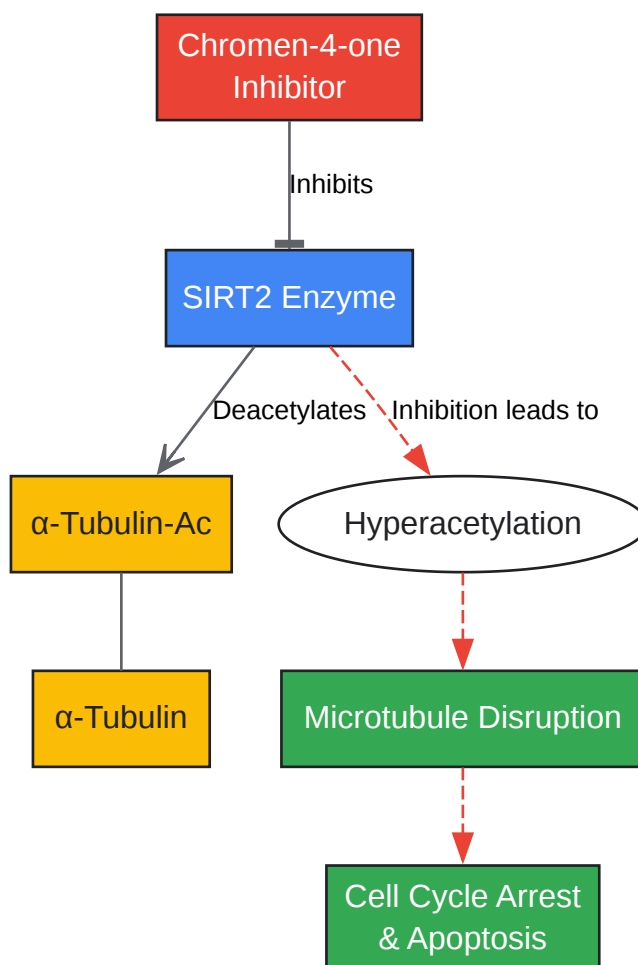 Chromen-4-one
Inhibitor
Inhibits
SIRT2 Enzyme
Deacetylates
Inhibition leads to
α-Tubulin-Ac
Hyperacetylation
α-Tubulin
Microtubule Disruption
Cell Cycle Arrest
& Apoptosis